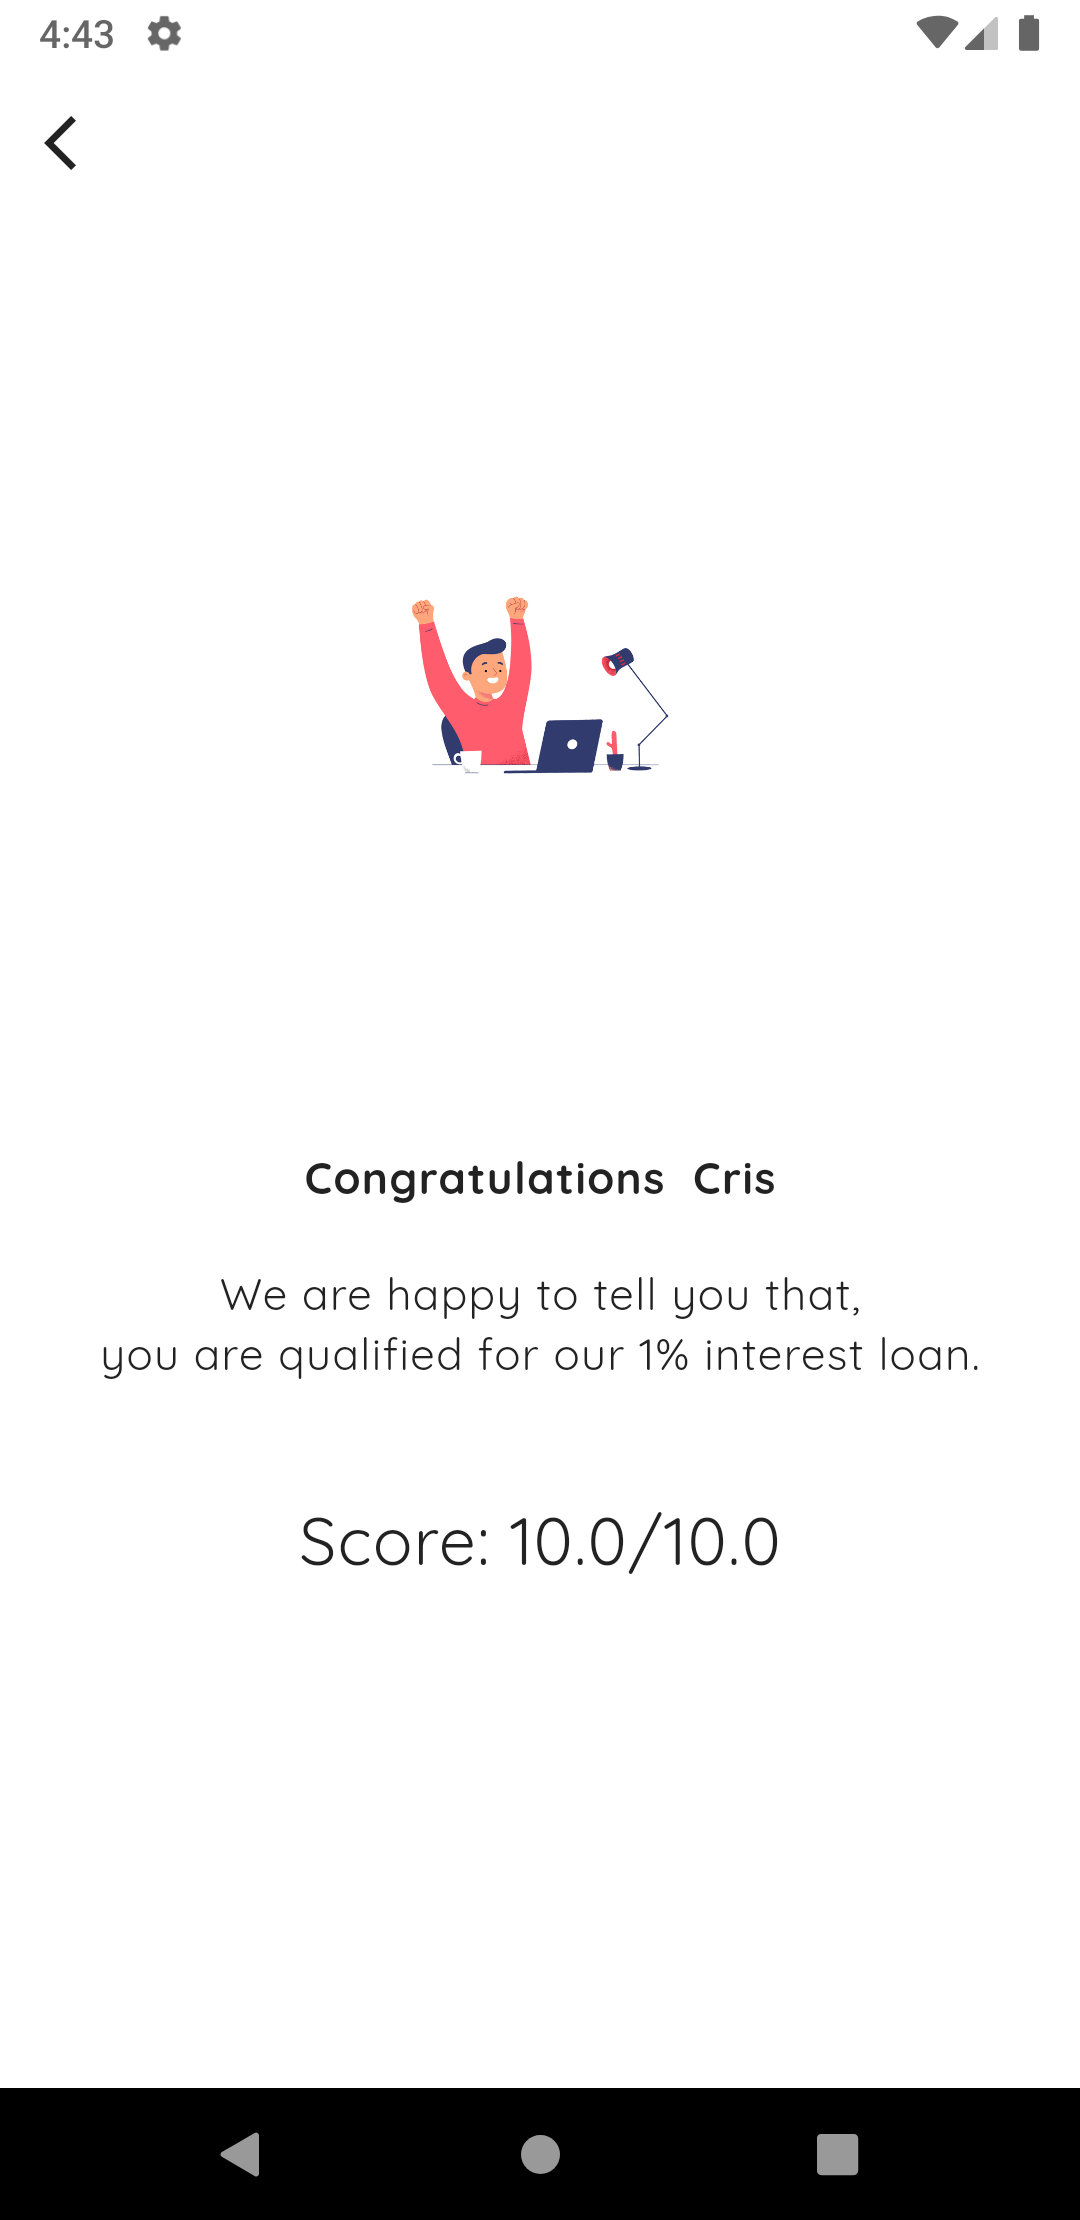 4:43
Congratulations  Cris
We are happy to tell you that,
you are qualified for our 1% interest loan.
Score: 10.0/10.0